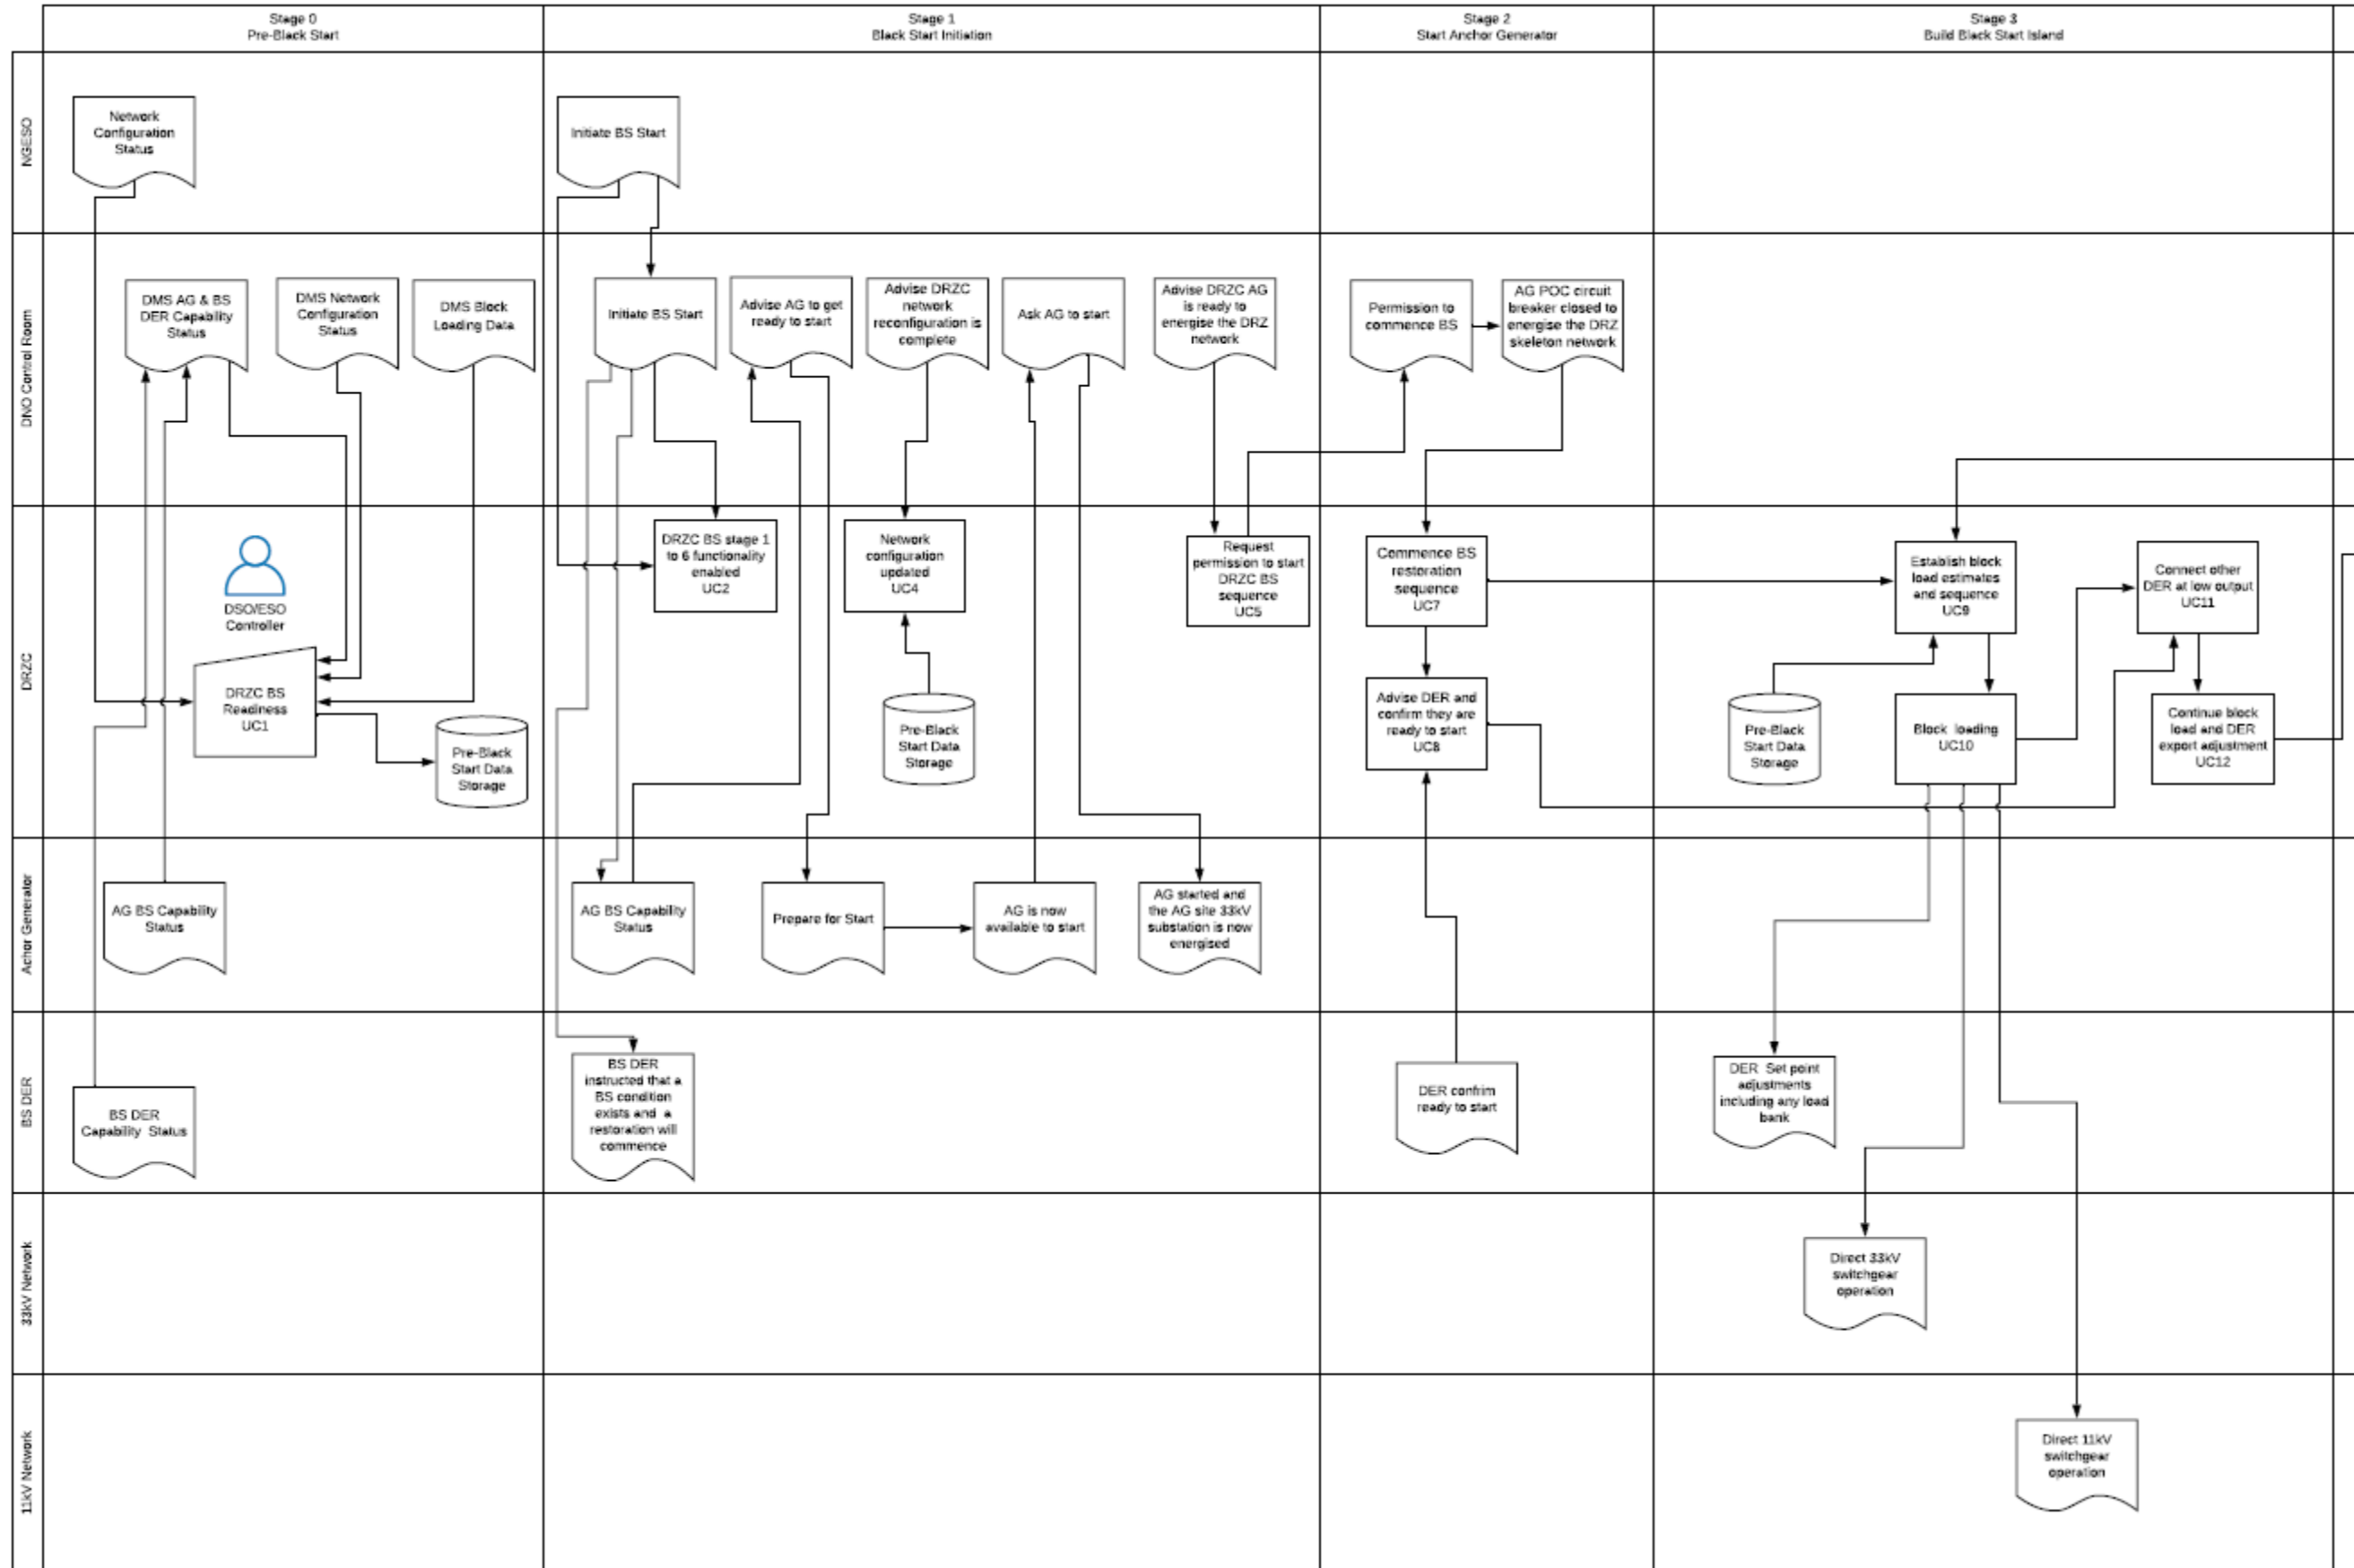 Stage 0
Pre-Black Start
Stage 1
Black Start Initiation
Stage 2
Start Anchor Generator
Stage 3
Build Black Start Island
NGESO
Network
Configuration
Status
Initiate BS Start
DNO Control Room
DMS AG & BS
DER Capability
Status
DMS Network
Configuration
Status
DMS Block
Loading Data
Initiate BS Start
Advise AG to get
ready to start
Advise DRZC
network
reconfiguration is
complete
Ask AG to start
Advise DRZC AG
is ready to
energise the DRZ
network
Permission to
commence BS
AG POC circuit
breaker closed to
energise the DRZ
skeleton network
DRZC
DSO/ESO
Controller
DRZC BS
Readiness
UC1
Pre-Black
Start Data
Storage
DRZC BS stage 1
to 6 functionality
enabled
UC2
Network
configuration
updated
UC4
Pre-Black
Start Data
Storage
Request
permission to start
DRZC BS
sequence
UC5
Commence BS
restoration
sequence
UC7
Advise DER and
confirm they are
ready to start
UC8
Establish block
load estimates
and sequence
UC9
Pre-Black
Start Data
Storage
Block loading
UC10
Connect other
DER at low output
UC11
Continue block
load and DER
export adjustment
UC12
Achor Generator
AG BS Capability
Status
AG BS Capability
Status
Prepare for Start
AG is now
available to start
AG started and
the AG site 33kV
substation is now
energised
BS DER
BS DER
Capability Status
BS DER
instructed that a
BS condition
exists and a
restoration will
commence
DER confrim
ready to start
DER Set point
adjustments
including any load
bank
33kV Network
Direct 33kV
switchgear
operation
11kV Network
Direct 11kV
switchgear
operation